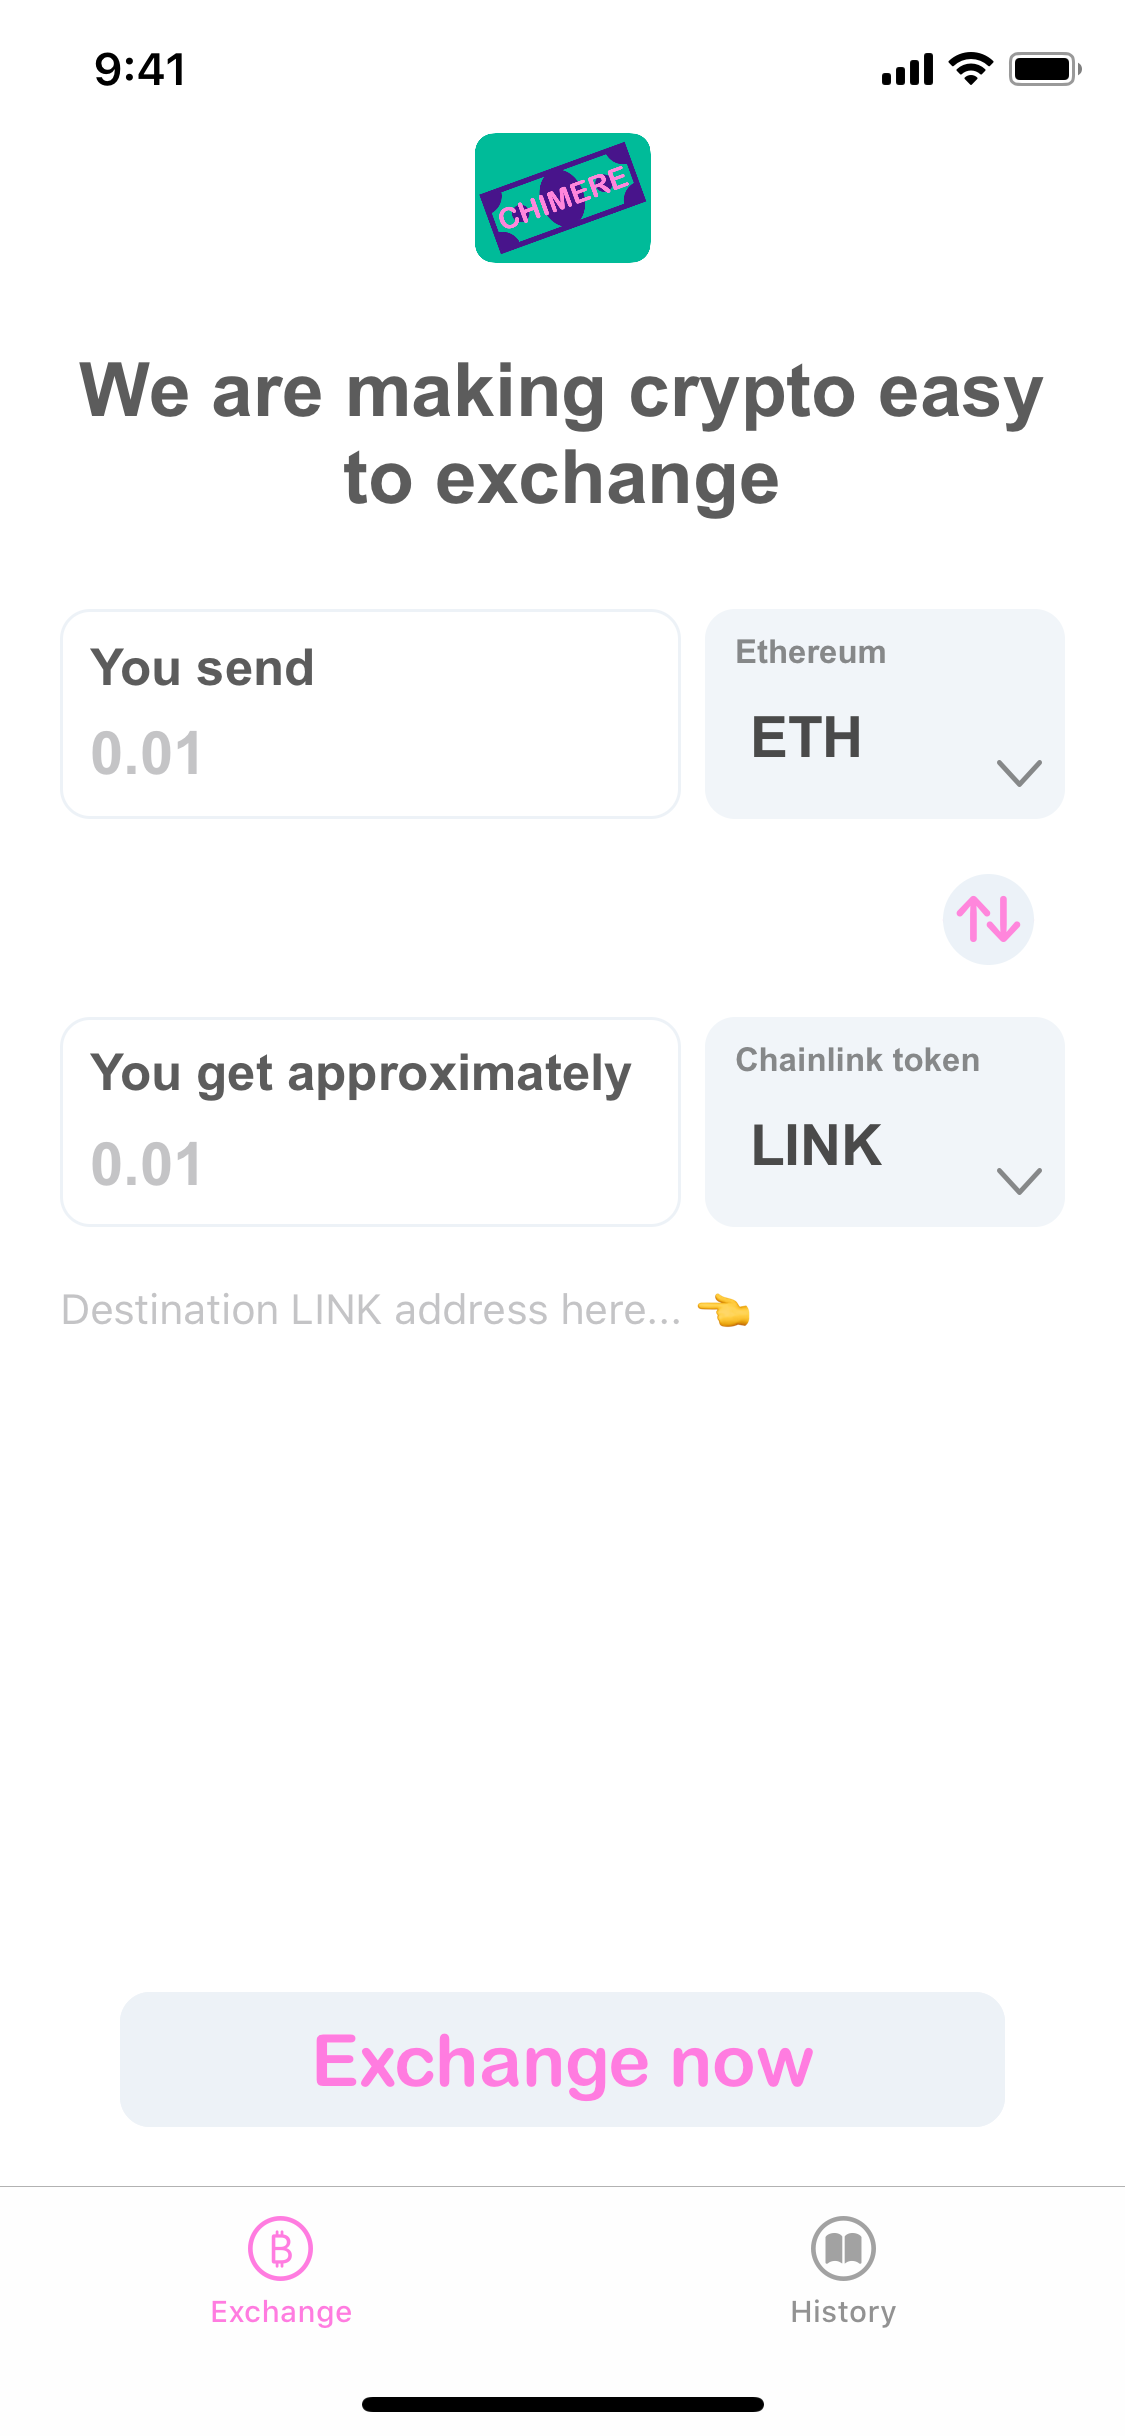 9:41
CHIMERE
We are making crypto easy
to exchange
You send
0.01
Ethereum
ETH
You get approximately
0.01
Chainlink token
LINK
Destination LINK address here... 👈
Exchange now
Exchange
History